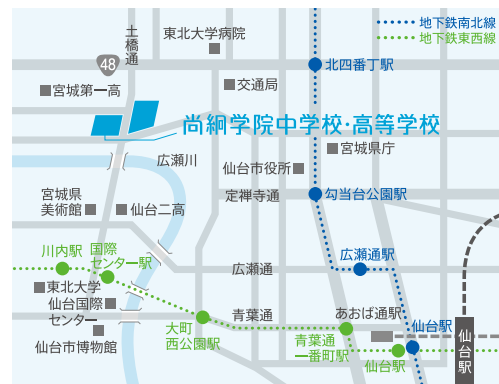 地下鉄南北線
地下鉄東西線
土橋通
東北大学病院
48
北四番丁駅
宮城第一高
交通局
尚絅学院中学校・高等学校
広瀬川
宮城県庁
仙台市役所
宮城県
美術館
仙台二高
定禅寺通
勾当台公園駅
川内駅
国際
センター駅
広瀬通駅
広瀬通
東北大学
仙台国際
センター
仙台市博物館
大町
西公園駅
青葉通
あおば通駅
青葉通
一番町駅
仙台駅
仙台駅
仙台駅